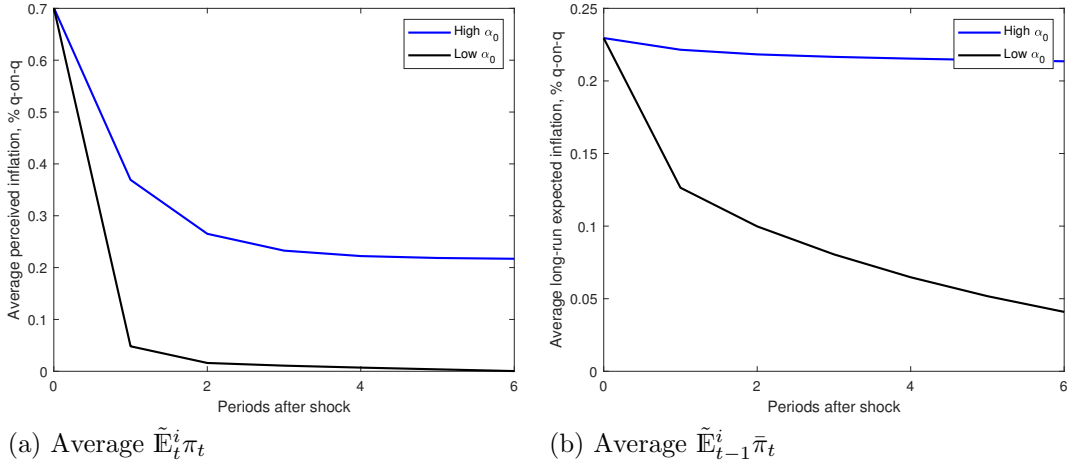 0.7
0.6
0.5
0.4
0.3
0.2
0.1
0
Average perceived inflation, % q-on-q
High α₀
Low α₀
0 2 4 6
Periods after shock
(a) Average 𝔼̃ⁱₜπₜ
0.25
0.2
0.15
0.1
0.05
0
Average long-run expected inflation, % q-on-q
High α₀
Low α₀
0 2 4 6
Periods after shock
(b) Average 𝔼̃ⁱₜ₋₁π̄ₜ